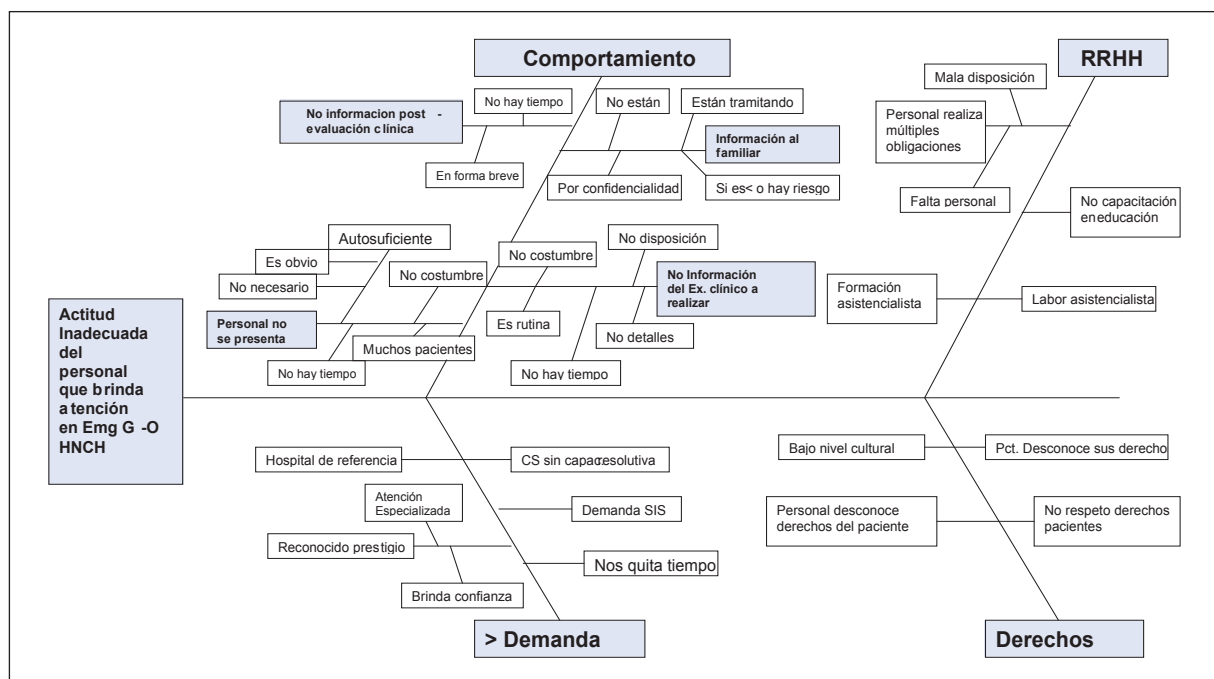 Comportamiento
RRHH
Mala disposición
No hay tiempo
No están
Están tramitando
No informacion post -
evaluación clínica
Personal realiza
múltiples
obligaciones
Información al
familiar
En forma breve
Por confidencialidad
Si es< o hay riesgo
Falta personal
No capacitación
en educación
Autosuficiente
No disposición
Es obvio
No costumbre
No costumbre
No necesario
No Información
del Ex. clínico a
realizar
Formación
asistencialista
Labor asistencialista
Actitud
Inadecuada
del
personal
que brinda
atención
en Emg G -O
HNCH
Personal no
se presenta
Es rutina
No detalles
Muchos pacientes
No hay tiempo
No hay tiempo
Bajo nivel cultural
Pct. Desconoce sus derecho
Hospital de referencia
CS sin capac resolutiva
Atención
Especializada
Demanda SIS
Personal desconoce
derechos del paciente
No respeto derechos
pacientes
Reconocido prestigio
Nos quita tiempo
Brinda confianza
> Demanda
Derechos